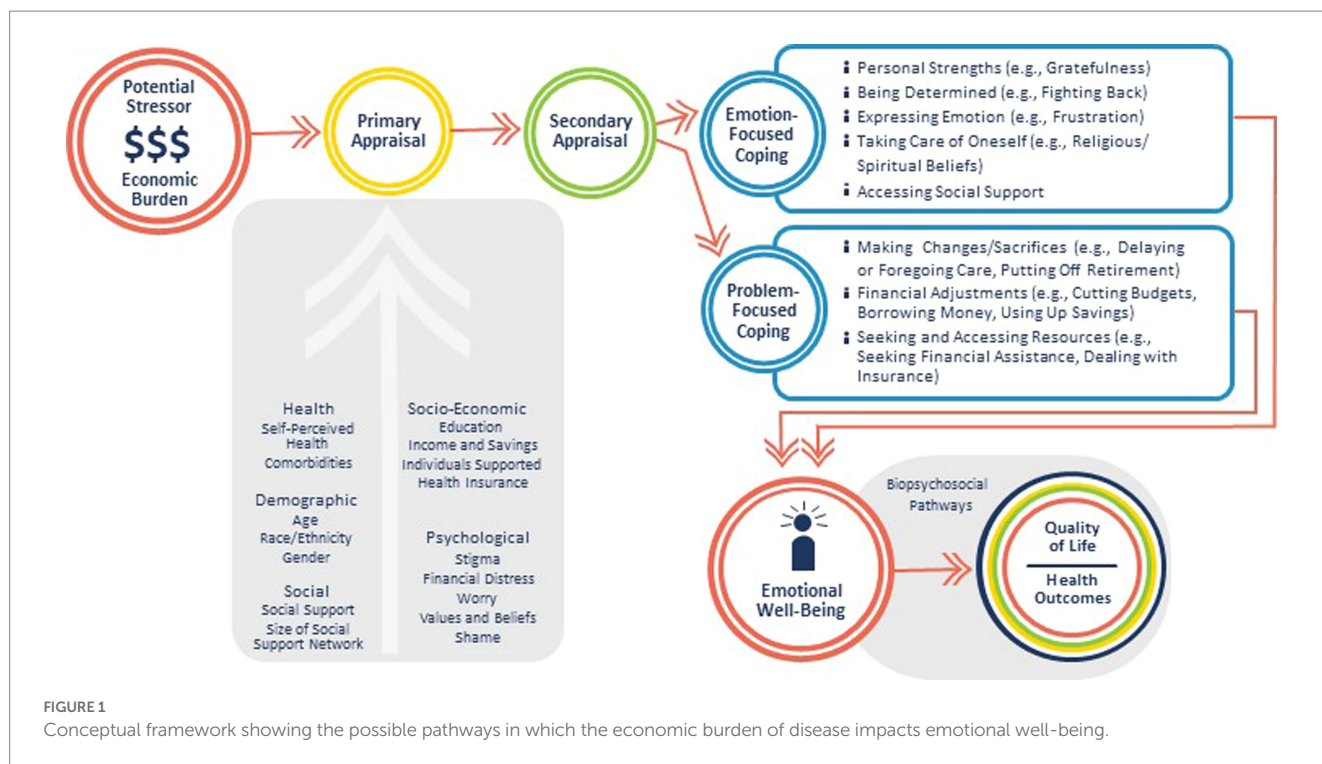 Potential
Stressor
$$$
Economic
Burden
Primary
Appraisal
Secondary
Appraisal
Emotion-
Focused
Coping
Personal Strengths (e.g., Gratefulness)
Being Determined (e.g., Fighting Back)
Expressing Emotion (e.g., Frustration)
Taking Care of Oneself (e.g., Religious/
Spiritual Beliefs)
Accessing Social Support
Problem-
Focused
Coping
Making Changes/Sacrifices (e.g., Delaying
or Foregoing Care, Putting Off Retirement)
Financial Adjustments (e.g., Cutting Budgets,
Borrowing Money, Using Up Savings)
Seeking and Accessing Resources (e.g.,
Seeking Financial Assistance, Dealing with
Insurance)
Health
Self-Perceived
Health
Comorbidities
Demographic
Age
Race/Ethnicity
Gender
Social
Social Support
Size of Social
Support Network
Socio-Economic
Education
Income and Savings
Individuals Supported
Health Insurance
Psychological
Stigma
Financial Distress
Worry
Values and Beliefs
Shame
Emotional
Well-Being
Biopsychosocial
Pathways
Quality
of Life
Health
Outcomes
FIGURE 1
Conceptual framework showing the possible pathways in which the economic burden of disease impacts emotional well-being.